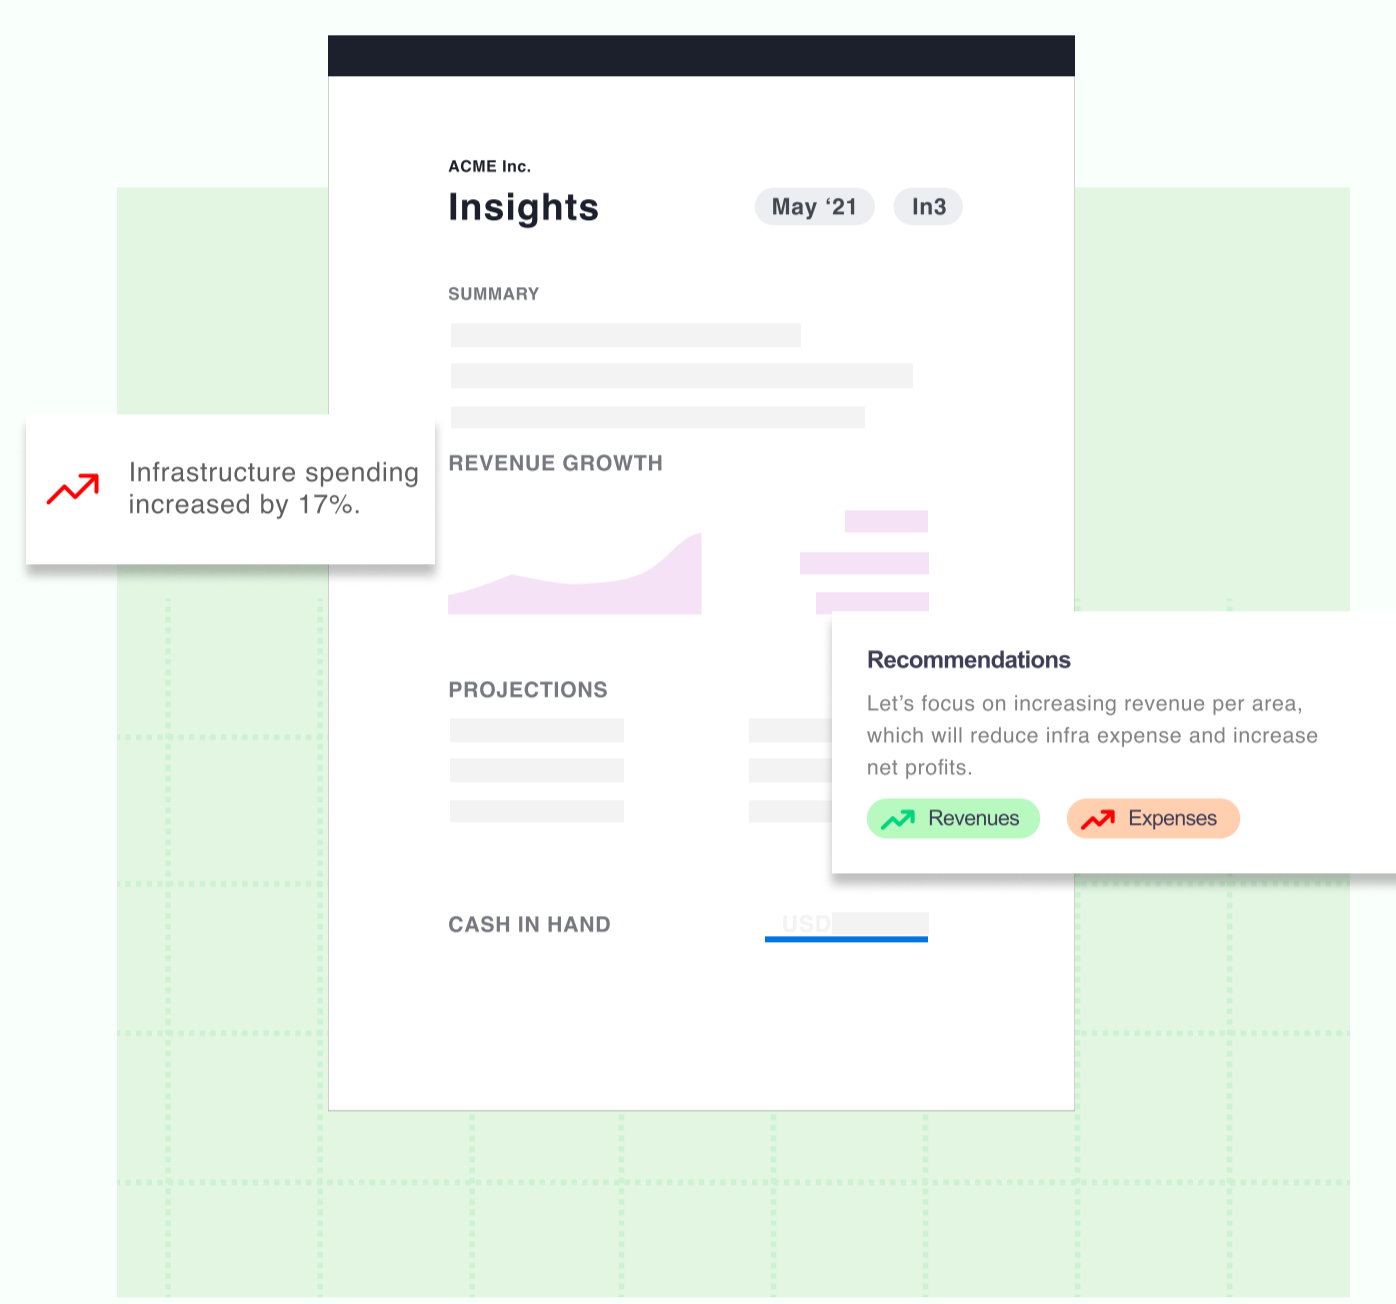 ACME Inc.
Insights
May ‘21
In3
SUMMARY
Infrastructure spending
increased by 17%.
REVENUE GROWTH
Recommendations
Let’s focus on increasing revenue per area,
which will reduce infra expense and increase
net profits.
Revenues
Expenses
PROJECTIONS
CASH IN HAND
USD